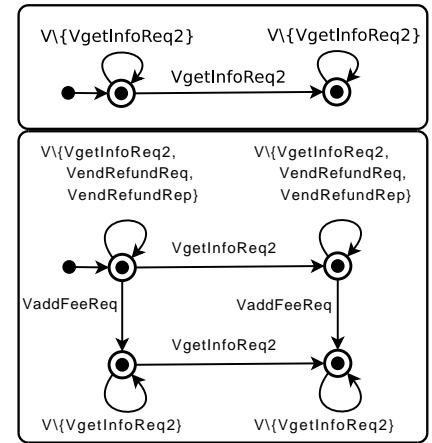 V\{VgetInfoReq2}
V\{VgetInfoReq2}
VgetInfoReq2
V\{VgetInfoReq2,
VendRefundReq,
VendRefundRep}
V\{VgetInfoReq2,
VendRefundReq,
VendRefundRep}
VgetInfoReq2
VaddFeeReq
VaddFeeReq
VgetInfoReq2
V\{VgetInfoReq2}
V\{VgetInfoReq2}